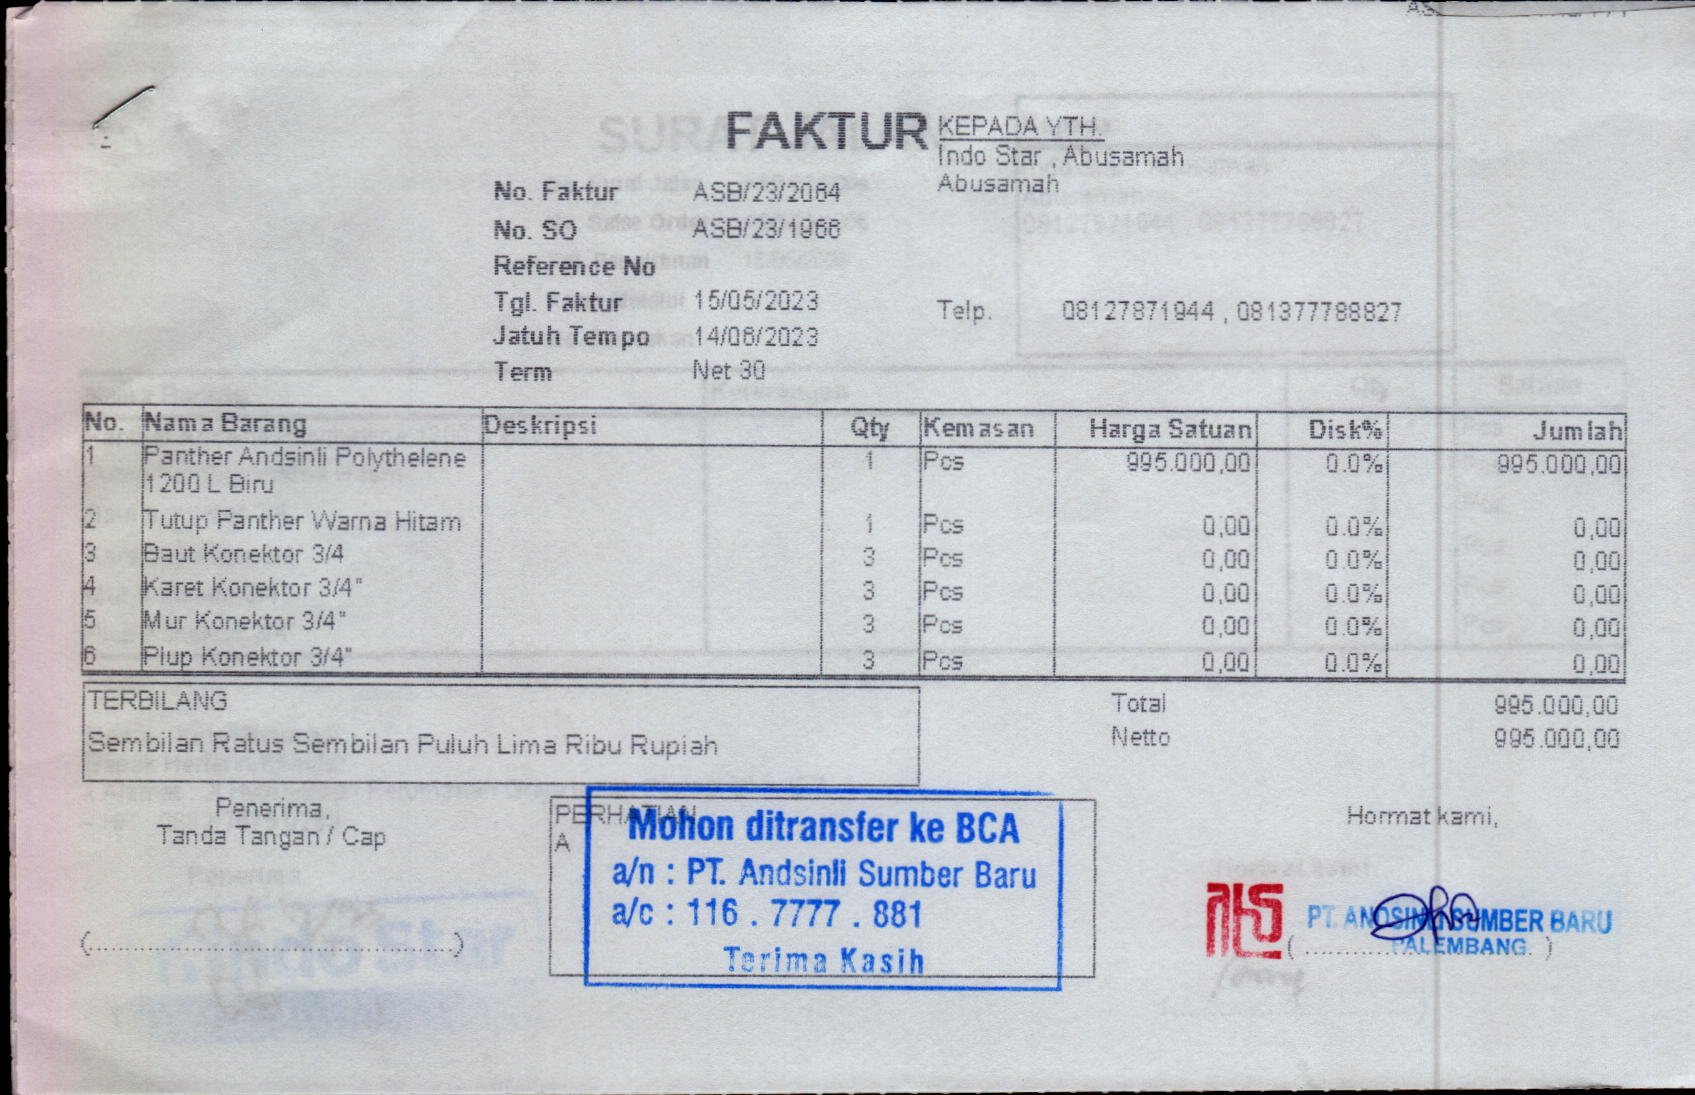 FAKTUR
KEPADA YTH.
Indo Star , Abusamah
Abusamah
No. Faktur ASB/23/2064
No. SO ASB/23/1966
Reference No
Tgl. Faktur 15/05/2023
Telp. 08127871944 , 081377788827
Jatuh Tempo 14/06/2023
Term Net 30
No. Nama Barang Deskripsi Qty Kemasan Harga Satuan Disk% Jumlah
1 Panther Andsinli Polythelene 1 Pcs 995.000,00 0.0% 995.000,00
1200 L Biru
2 Tutup Panther Warna Hitam 1 Pcs 0,00 0.0% 0,00
3 Baut Konektor 3/4 3 Pcs 0,00 0.0% 0,00
4 Karet Konektor 3/4" 3 Pcs 0,00 0.0% 0,00
5 Mur Konektor 3/4" 3 Pcs 0,00 0.0% 0,00
6 Plup Konektor 3/4" 3 Pcs 0,00 0.0% 0,00
TERBILANG
Sembilan Ratus Sembilan Puluh Lima Ribu Rupiah
Total 995.000,00
Netto 995.000,00
Penerima,
Tanda Tangan / Cap
PERHATIAN
A
Mohon ditransfer ke BCA
a/n : PT. Andsinli Sumber Baru
a/c : 116 . 7777 . 881
Terima Kasih
Hormat kami,
PT. ANDSINLI SUMBER BARU
PALEMBANG.